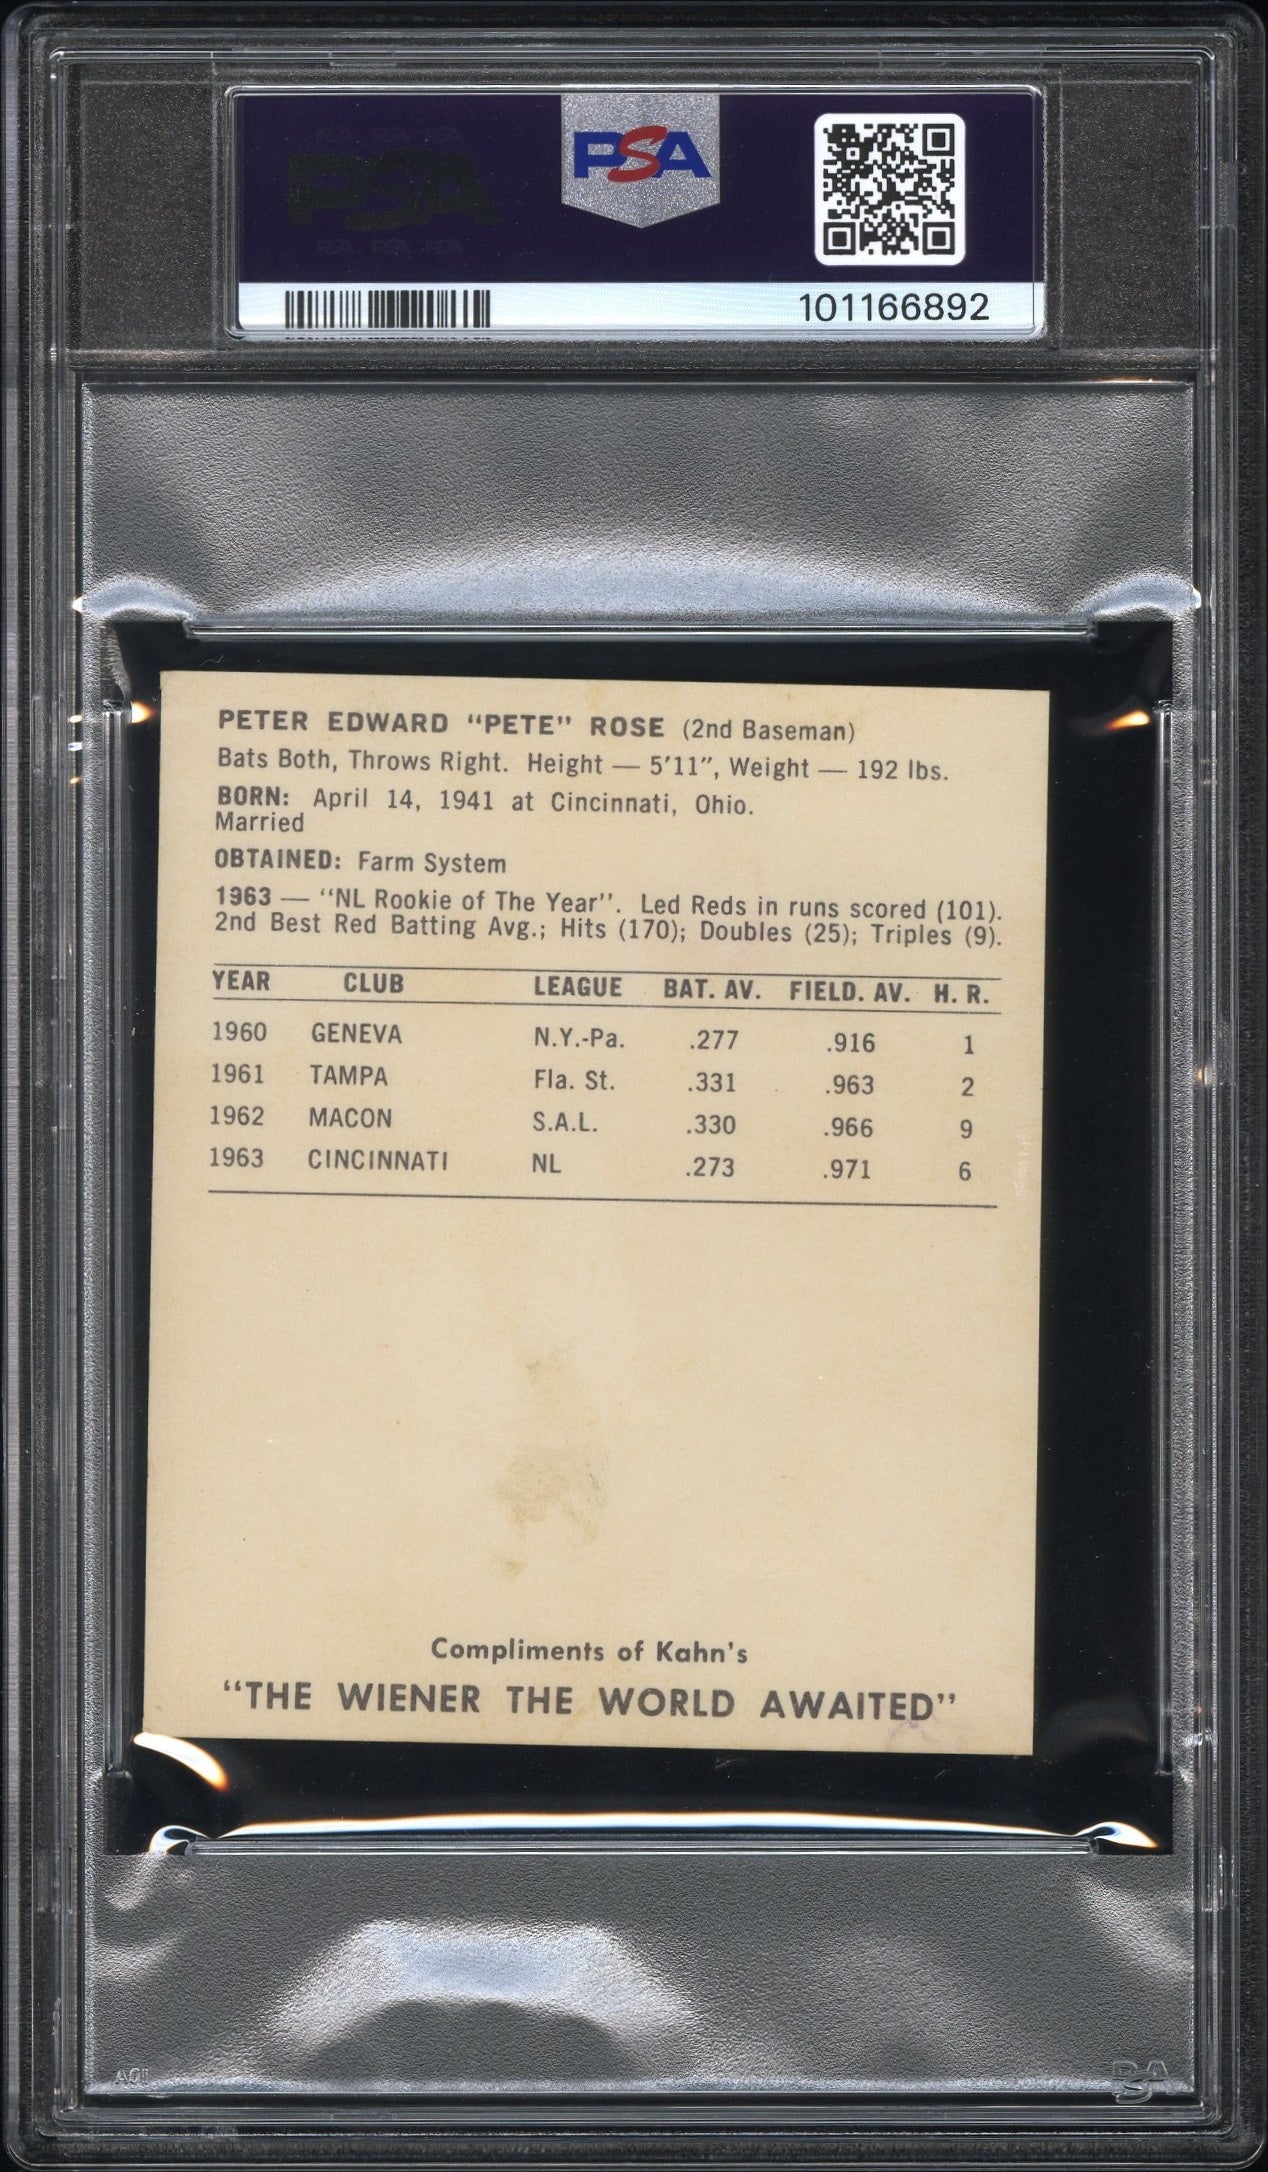 PSA
101166892
PETER EDWARD "PETE" ROSE (2nd Baseman)
Bats Both, Throws Right. Height — 5'11", Weight — 192 lbs.
BORN: April 14, 1941 at Cincinnati, Ohio.
Married
OBTAINED: Farm System
1963 — "NL Rookie of The Year". Led Reds in runs scored (101).
2nd Best Red Batting Avg.; Hits (170); Doubles (25); Triples (9).
YEAR CLUB LEAGUE BAT. AV. FIELD. AV. H. R.
1960 GENEVA N.Y.-Pa. .277 .916 1
1961 TAMPA Fla. St. .331 .963 2
1962 MACON S.A.L. .330 .966 9
1963 CINCINNATI NL .273 .971 6
Compliments of Kahn's
"THE WIENER THE WORLD AWAITED"
PSA